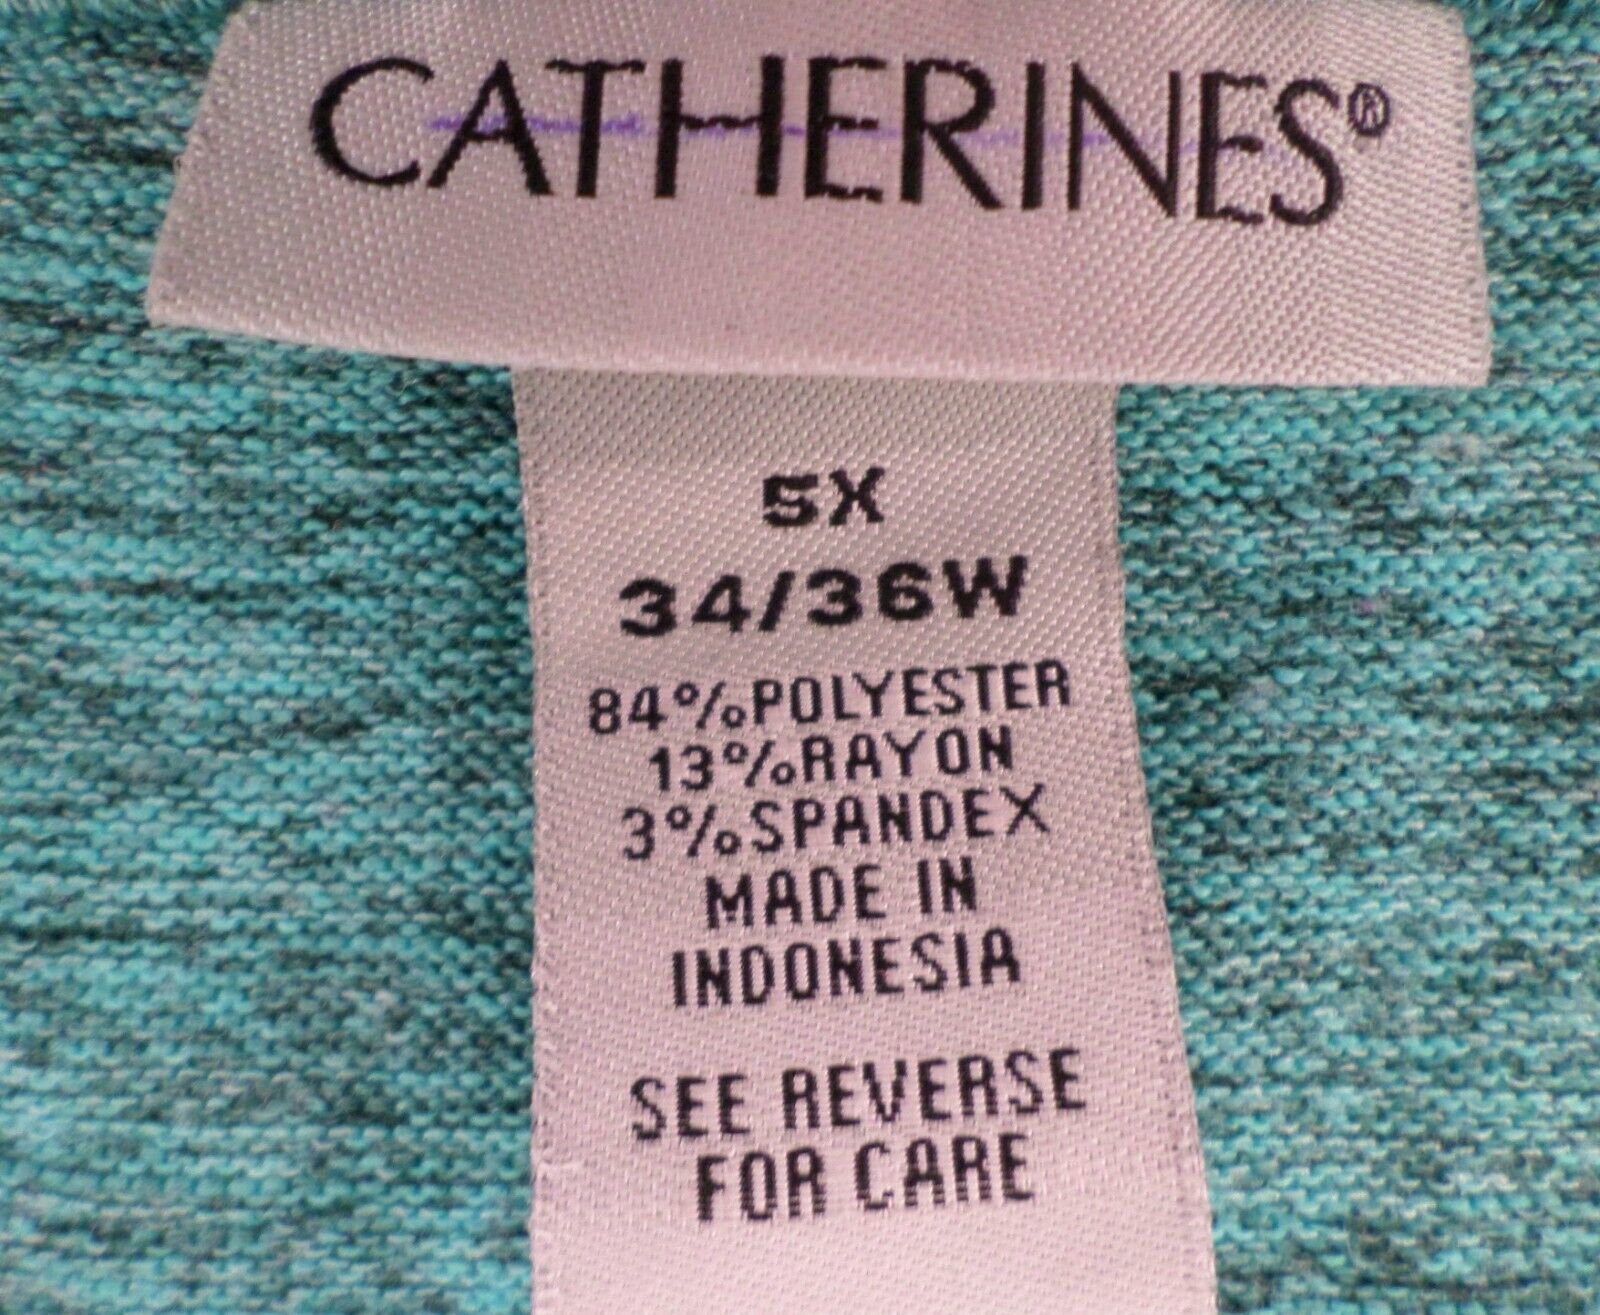 CATHERINES®
5X
34/36W
84%POLYESTER
13%RAYON
3%SPANDEX
MADE IN
INDONESIA
SEE REVERSE
FOR CARE